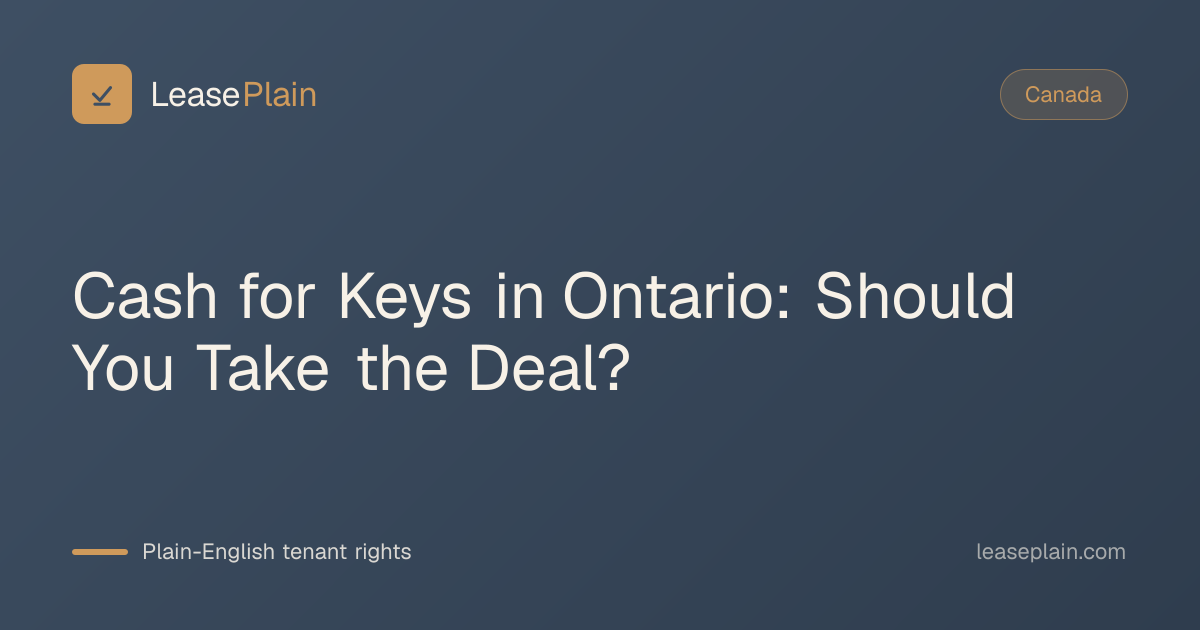 LeasePlain
Canada
Cash for Keys in Ontario: Should
You Take the Deal?
Plain-English tenant rights
leaseplain.com